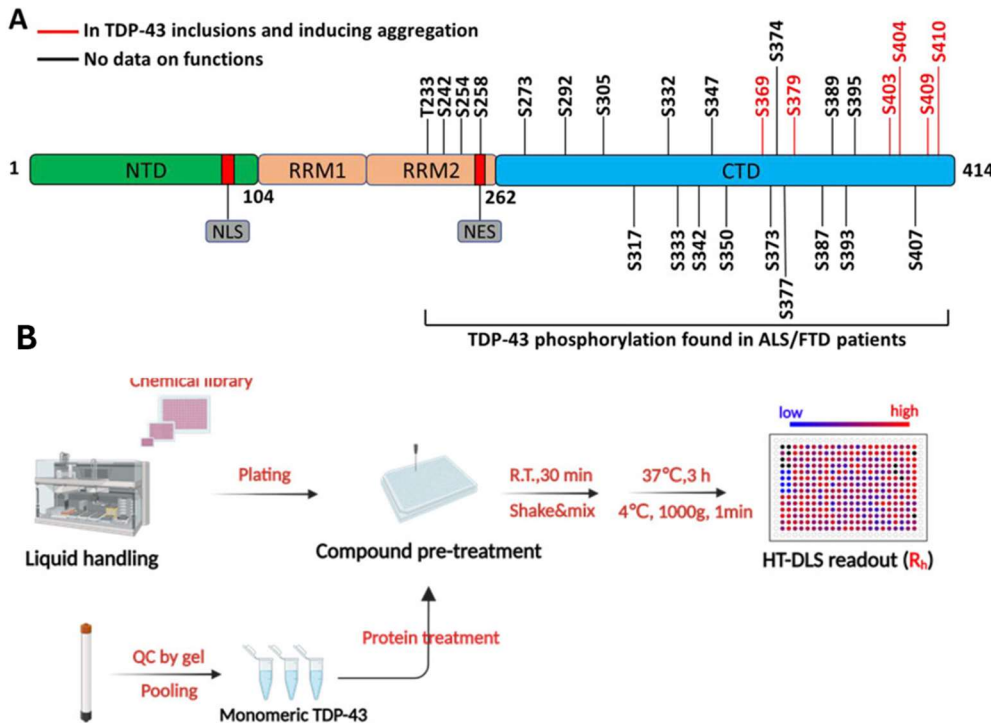 A
In TDP-43 inclusions and inducing aggregation
No data on functions
T233
S242
S254
S258
S273
S292
S305
S332
S347
S369
S374
S379
S389
S395
S403
S404
S409
S410
1
NTD
RRM1
RRM2
CTD
414
104
262
NLS
NES
S317
S333
S342
S350
S373
S377
S387
S393
S407
TDP-43 phosphorylation found in ALS/FTD patients
B
Chemical library
low
high
Plating
R.T.,30 min
Shake&mix
37°C,3 h
4°C, 1000g, 1min
Liquid handling
Compound pre-treatment
HT-DLS readout (Rh)
Protein treatment
QC by gel
Pooling
Monomeric TDP-43